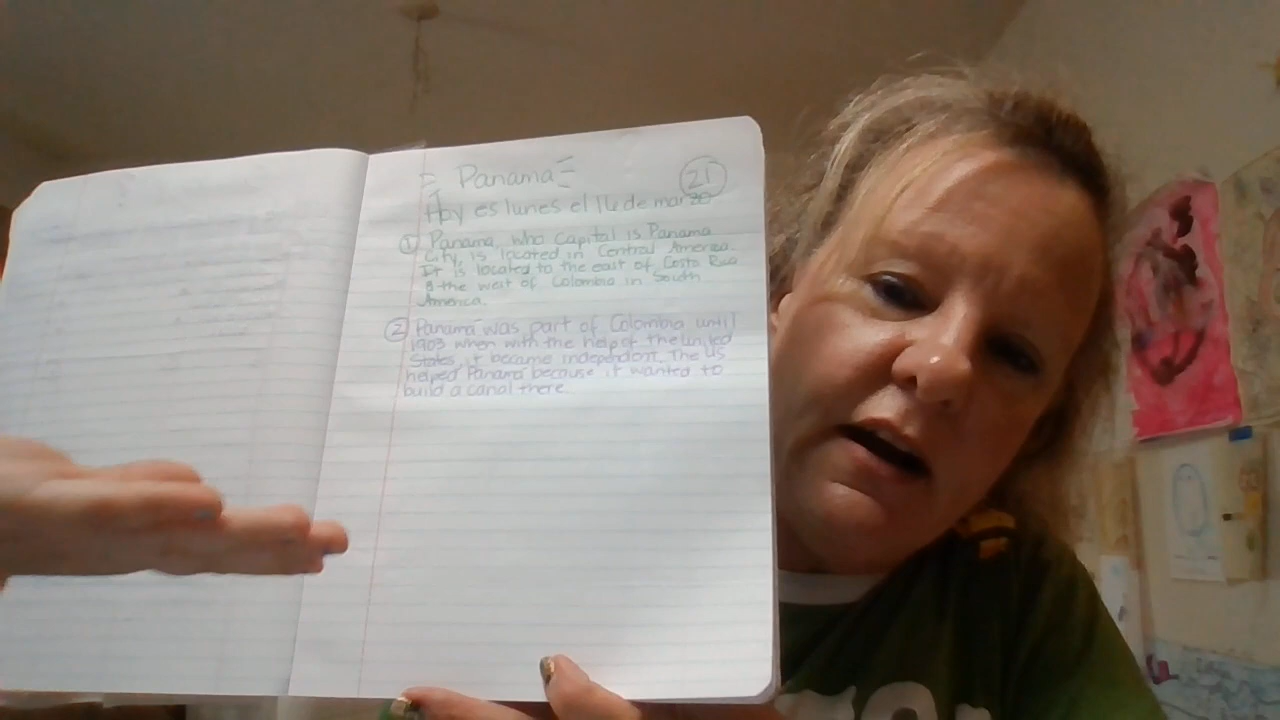 = Panama =
21
Hoy es lunes el 16 de marzo
① Panama, who capital is Panama
City, is located in Central America.
It is located to the east of Costa Rica
& the west of Colombia in South
America.
② Panama was part of Colombia until
1903 when with the help of the United
States, it became independent. The US
helped Panama because it wanted to
build a canal there.